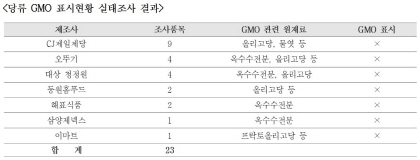 <당류 GMO 표시현황 실태조사 결과>
제조사 조사품목 GMO 관련 원재료 GMO 표시
CJ제일제당 9 올리고당, 물엿 등 ×
오뚜기 4 옥수수전분, 올리고당 등 ×
대상 청정원 4 옥수수전분, 올리고당 ×
동원홈푸드 2 올리고당 등 ×
해표식품 2 옥수수전분 ×
삼양제넥스 1 옥수수전분 ×
이마트 1 프락토올리고당 등 ×
합 계 23